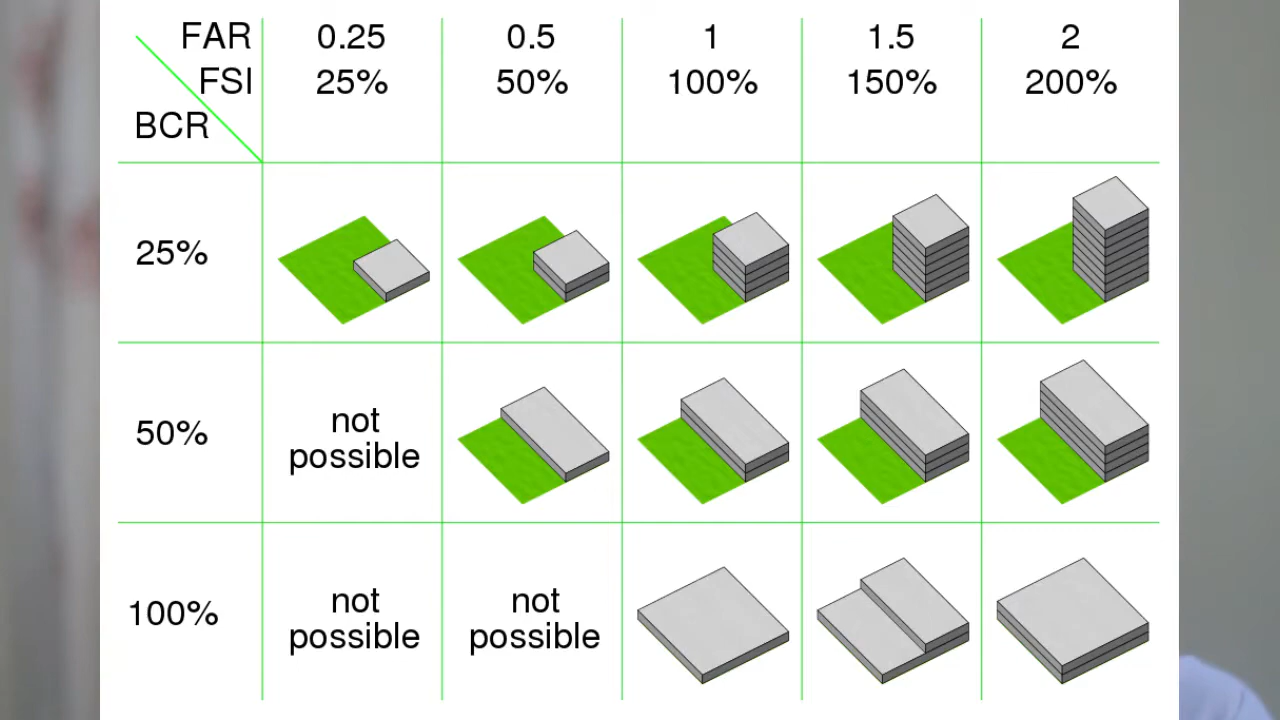 FAR 0.25 0.5 1 1.5 2
FSI 25% 50% 100% 150% 200%
BCR
25%
50% not possible
100% not possible not possible